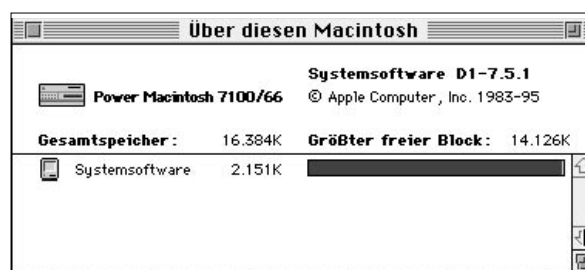 Über diesen Macintosh
Systemsoftware D1-7.5.1
Power Macintosh 7100/66 © Apple Computer, Inc. 1983-95
Gesamtspeicher: 16.384K Größter freier Block: 14.126K
Systemsoftware 2.151K